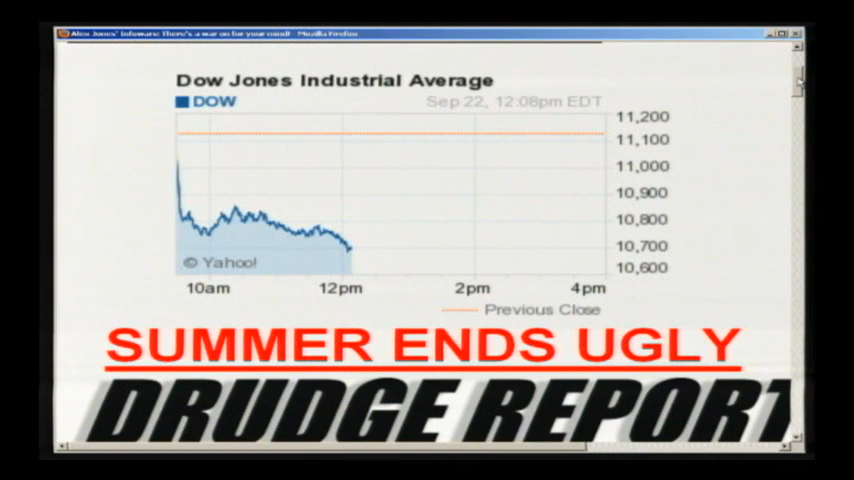 Alex Jones' Infowars: There's a war on for your mind! - Mozilla Firefox
Dow Jones Industrial Average
DOW
Sep 22, 12:08pm EDT
11,200
11,100
11,000
10,900
10,800
10,700
10,600
© Yahoo!
10am 12pm 2pm 4pm
Previous Close
SUMMER ENDS UGLY
DRUDGE REPORT